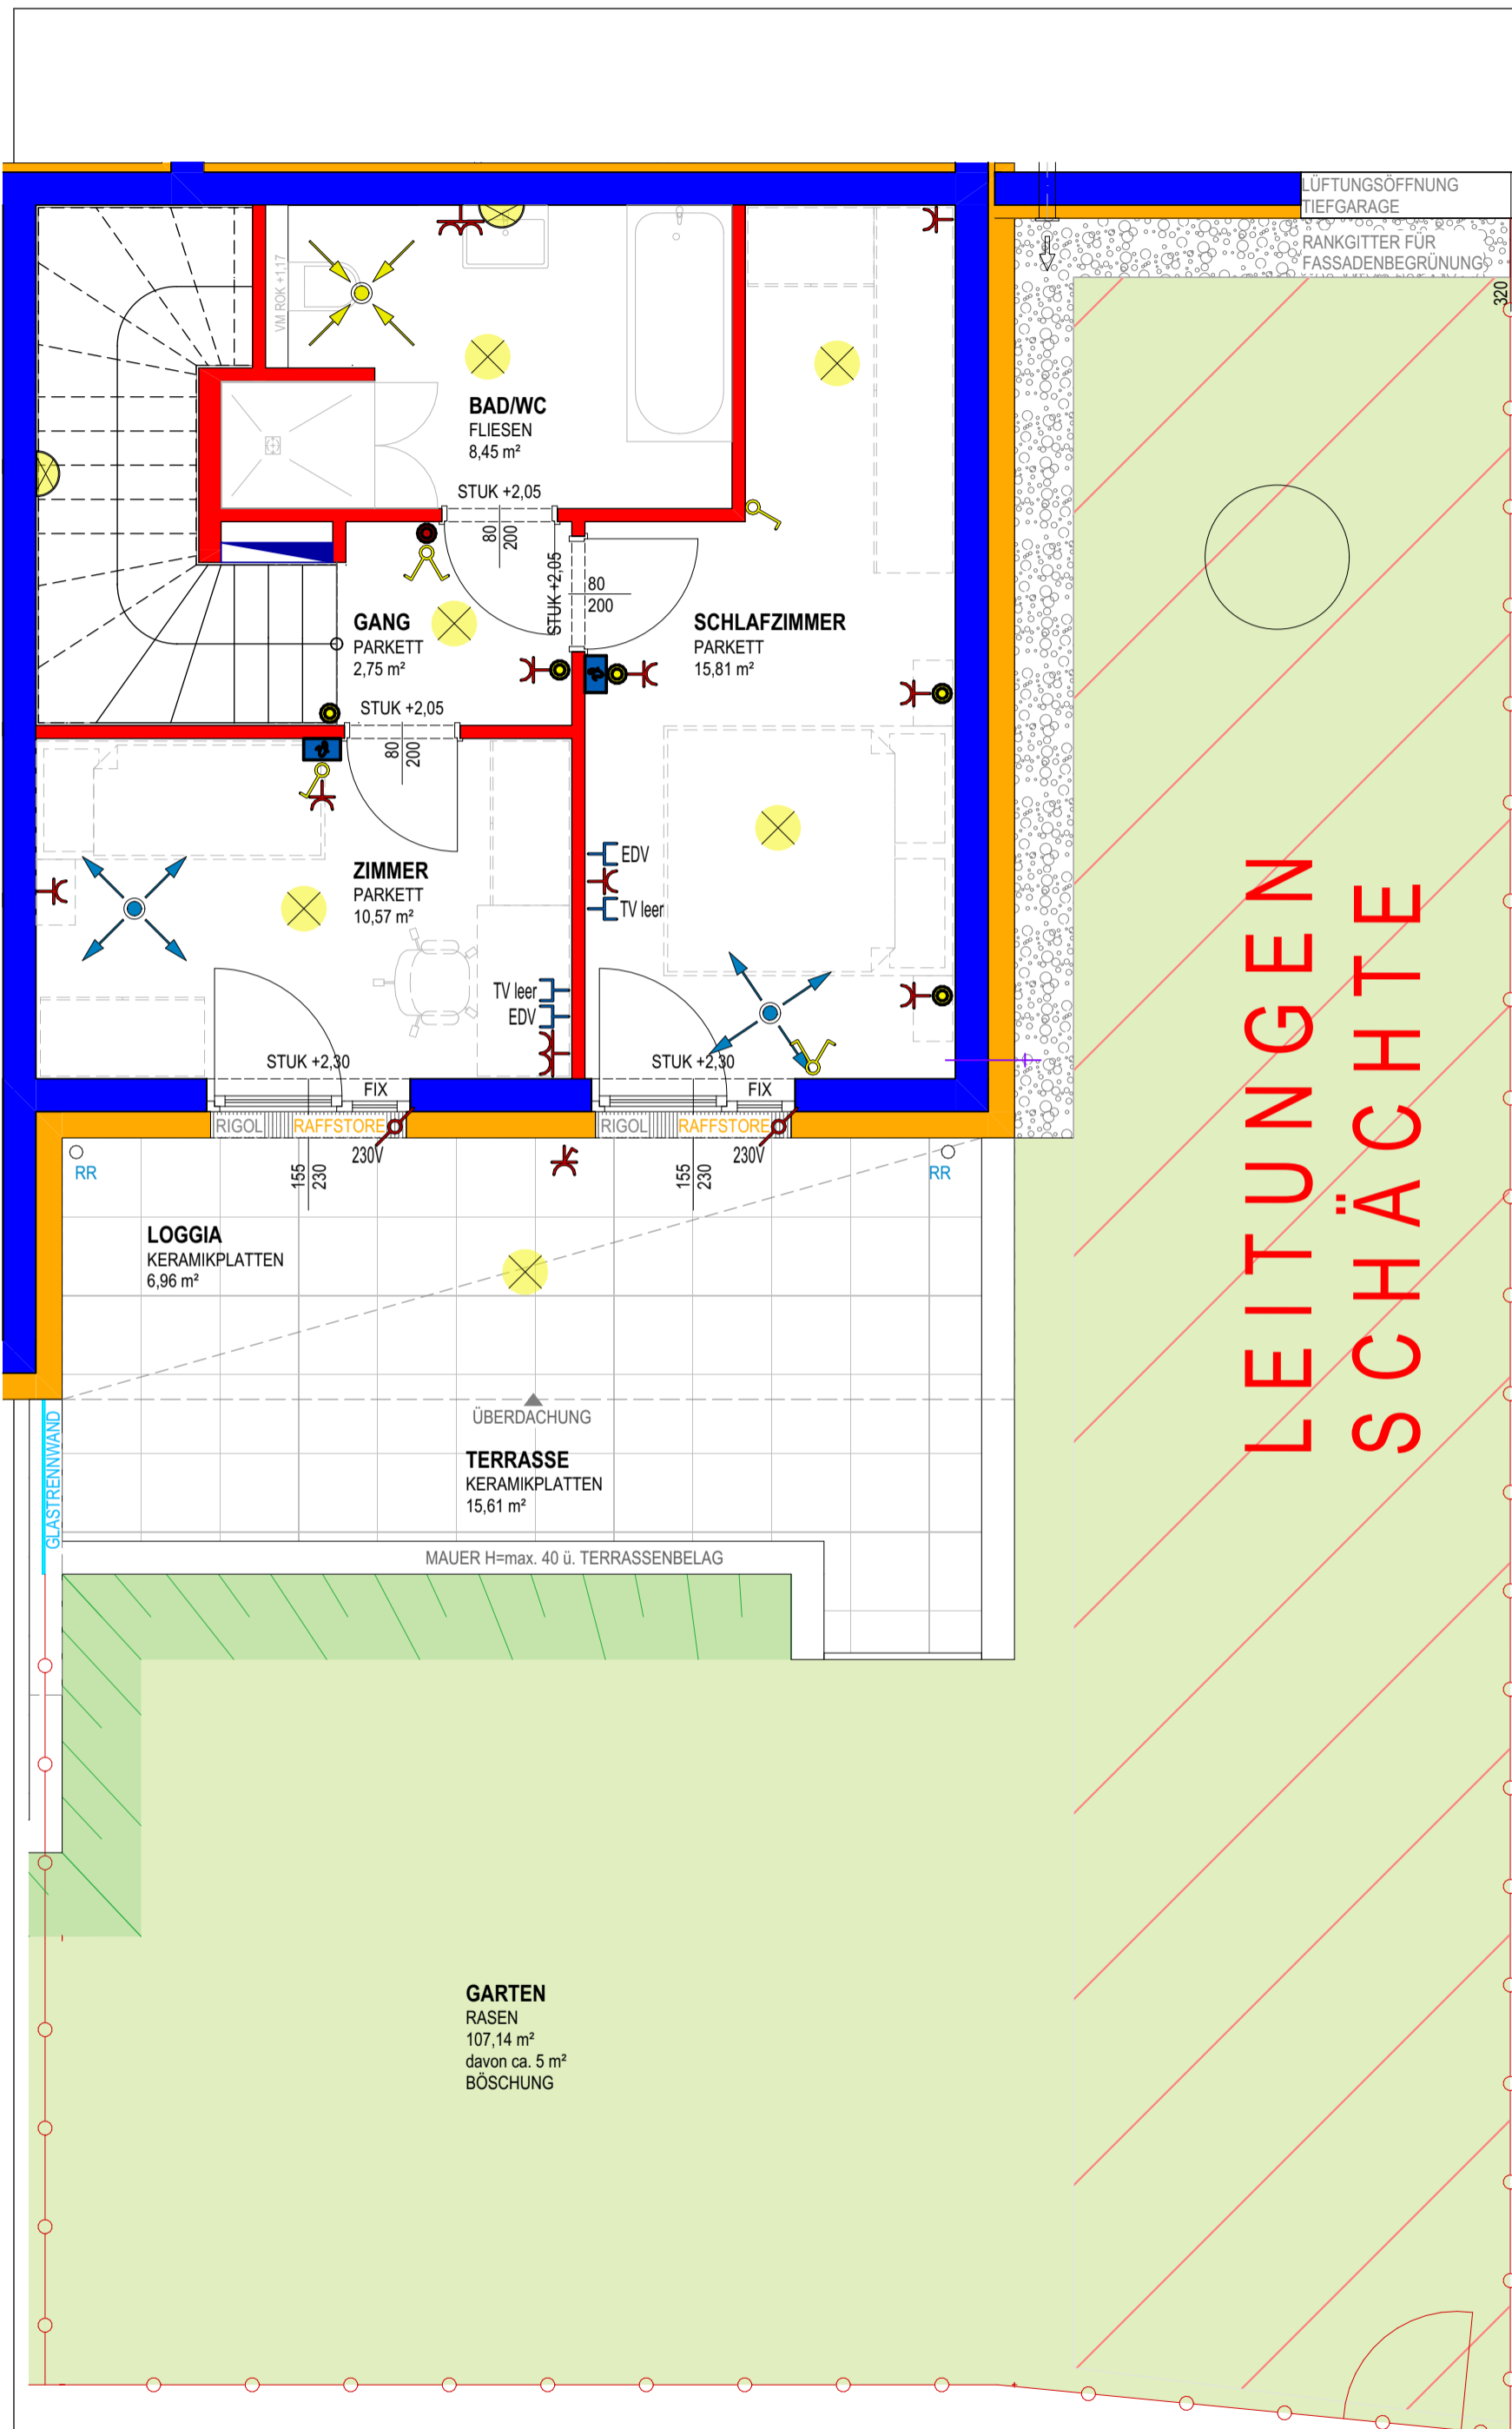 LÜFTUNGSÖFFNUNG
TIEFGARAGE
RANKGITTER FÜR
FASSADENBEGRÜNUNG
320
VM ROK +1,17
BAD/WC
FLIESEN
8,45 m²
STUK +2,05
80
200
STUK +2,05
80
200
GANG
PARKETT
2,75 m²
SCHLAFZIMMER
PARKETT
15,81 m²
STUK +2,05
80
200
ZIMMER
PARKETT
10,57 m²
EDV
TV leer
TV leer
EDV
STUK +2,30
STUK +2,30
FIX
FIX
RIGOL
RAFFSTORE
RIGOL
RAFFSTORE
230V
230V
RR
155
230
155
230
RR
LOGGIA
KERAMIKPLATTEN
6,96 m²
LEITUNGEN
SCHÄCHTE
ÜBERDACHUNG
GLASTRENNWAND
TERRASSE
KERAMIKPLATTEN
15,61 m²
MAUER H=max. 40 ü. TERRASSENBELAG
GARTEN
RASEN
107,14 m²
davon ca. 5 m²
BÖSCHUNG